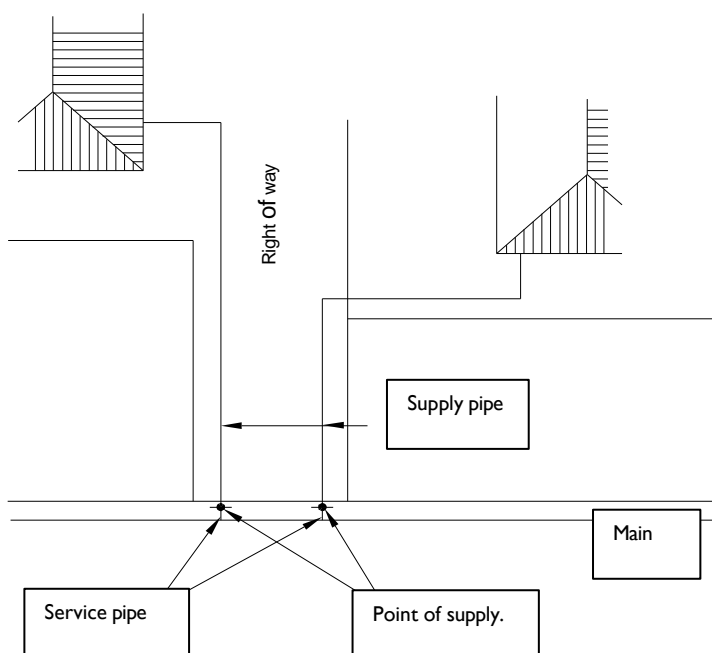 Right of way
Supply pipe
Main
Service pipe
Point of supply.